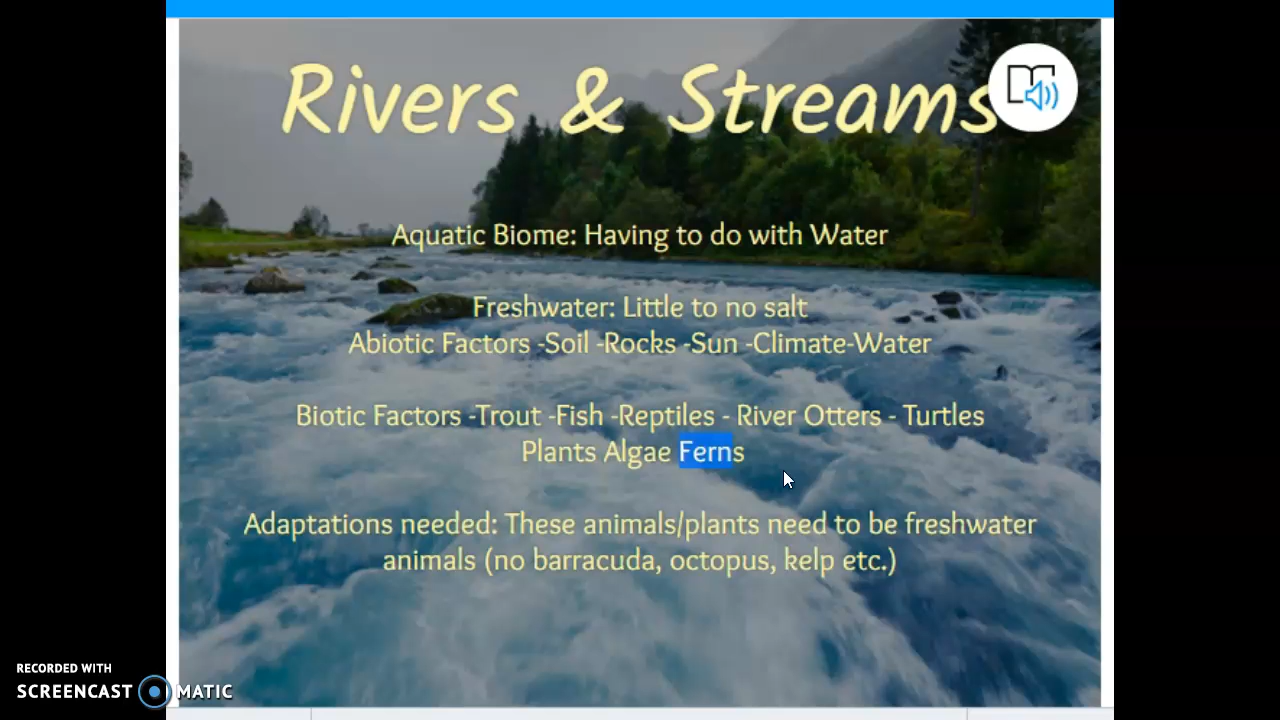 Rivers & Streams
Aquatic Biome: Having to do with Water
Freshwater: Little to no salt
Abiotic Factors -Soil -Rocks -Sun -Climate-Water
Biotic Factors -Trout -Fish -Reptiles - River Otters - Turtles
Plants Algae Ferns
Adaptations needed: These animals/plants need to be freshwater
animals (no barracuda, octopus, kelp etc.)
RECORDED WITH
SCREENCAST MATIC